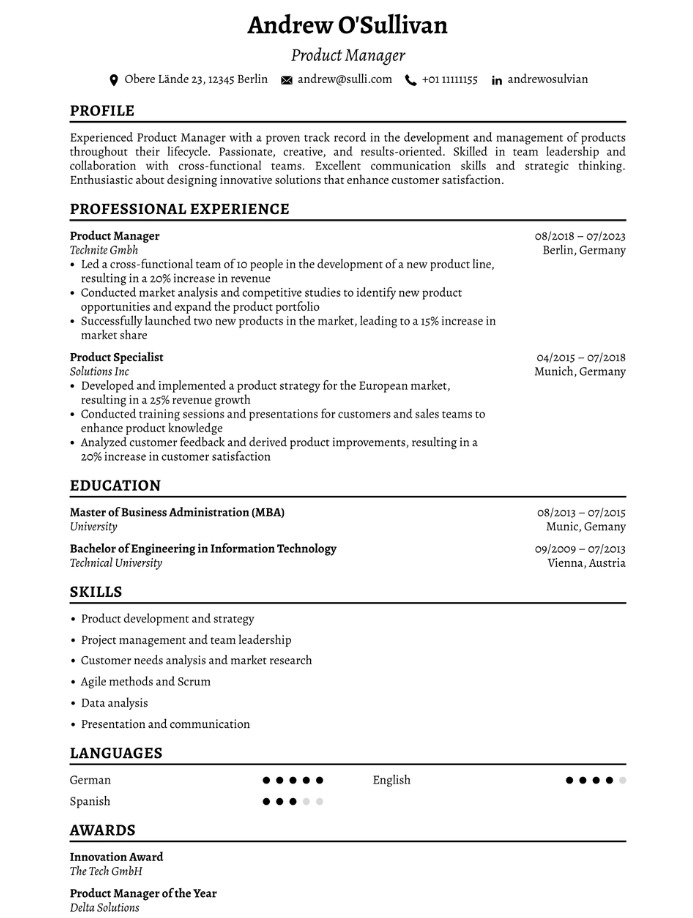 Andrew O'Sullivan
Product Manager
Obere Lände 23, 12345 Berlin andrew@sulli.com +01 11111155 in andrewosulvian
PROFILE
Experienced Product Manager with a proven track record in the development and management of products
throughout their lifecycle. Passionate, creative, and results-oriented. Skilled in team leadership and
collaboration with cross-functional teams. Excellent communication skills and strategic thinking.
Enthusiastic about designing innovative solutions that enhance customer satisfaction.
PROFESSIONAL EXPERIENCE
Product Manager 08/2018 – 07/2023
Technite Gmbh Berlin, Germany
• Led a cross-functional team of 10 people in the development of a new product line,
resulting in a 20% increase in revenue
• Conducted market analysis and competitive studies to identify new product
opportunities and expand the product portfolio
• Successfully launched two new products in the market, leading to a 15% increase in
market share
Product Specialist 04/2015 – 07/2018
Solutions Inc Munich, Germany
• Developed and implemented a product strategy for the European market,
resulting in a 25% revenue growth
• Conducted training sessions and presentations for customers and sales teams to
enhance product knowledge
• Analyzed customer feedback and derived product improvements, resulting in a
20% increase in customer satisfaction
EDUCATION
Master of Business Administration (MBA) 08/2013 – 07/2015
University Munic, Gemany
Bachelor of Engineering in Information Technology 09/2009 – 07/2013
Technical University Vienna, Austria
SKILLS
• Product development and strategy
• Project management and team leadership
• Customer needs analysis and market research
• Agile methods and Scrum
• Data analysis
• Presentation and communication
LANGUAGES
German English
Spanish
AWARDS
Innovation Award
The Tech GmbH
Product Manager of the Year
Delta Solutions